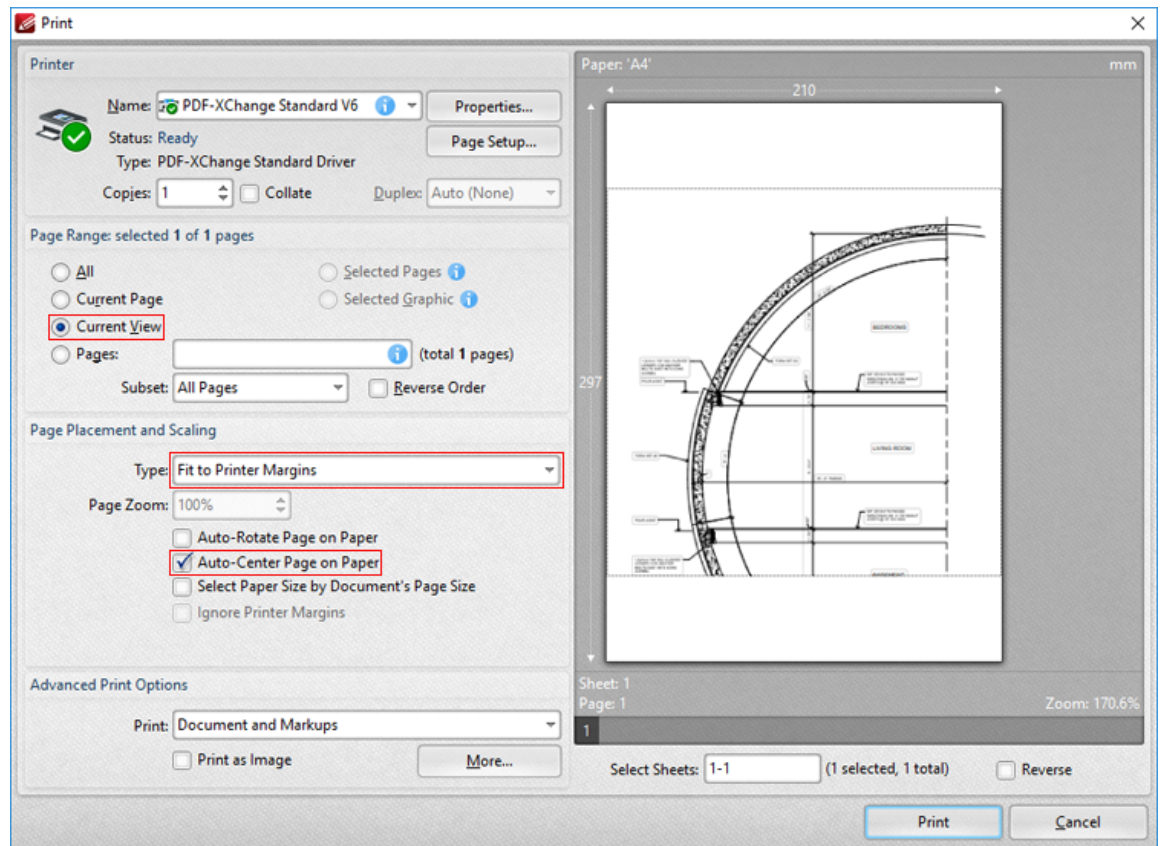 Print
Printer
Name: PDF-XChange Standard V6
Properties...
Status: Ready
Page Setup...
Type: PDF-XChange Standard Driver
Copies: 1
Collate
Duplex: Auto (None)
Page Range: selected 1 of 1 pages
All
Selected Pages
Current Page
Selected Graphic
Current View
Pages:
(total 1 pages)
Subset: All Pages
Reverse Order
Page Placement and Scaling
Type: Fit to Printer Margins
Page Zoom: 100%
Auto-Rotate Page on Paper
Auto-Center Page on Paper
Select Paper Size by Document's Page Size
Ignore Printer Margins
Advanced Print Options
Print: Document and Markups
Print as Image
More...
Paper: 'A4'
mm
210
297
BEDROOMS
LIVING ROOM
Sheet: 1
Page: 1
Zoom: 170.6%
1
Select Sheets: 1-1
(1 selected, 1 total)
Reverse
Print
Cancel